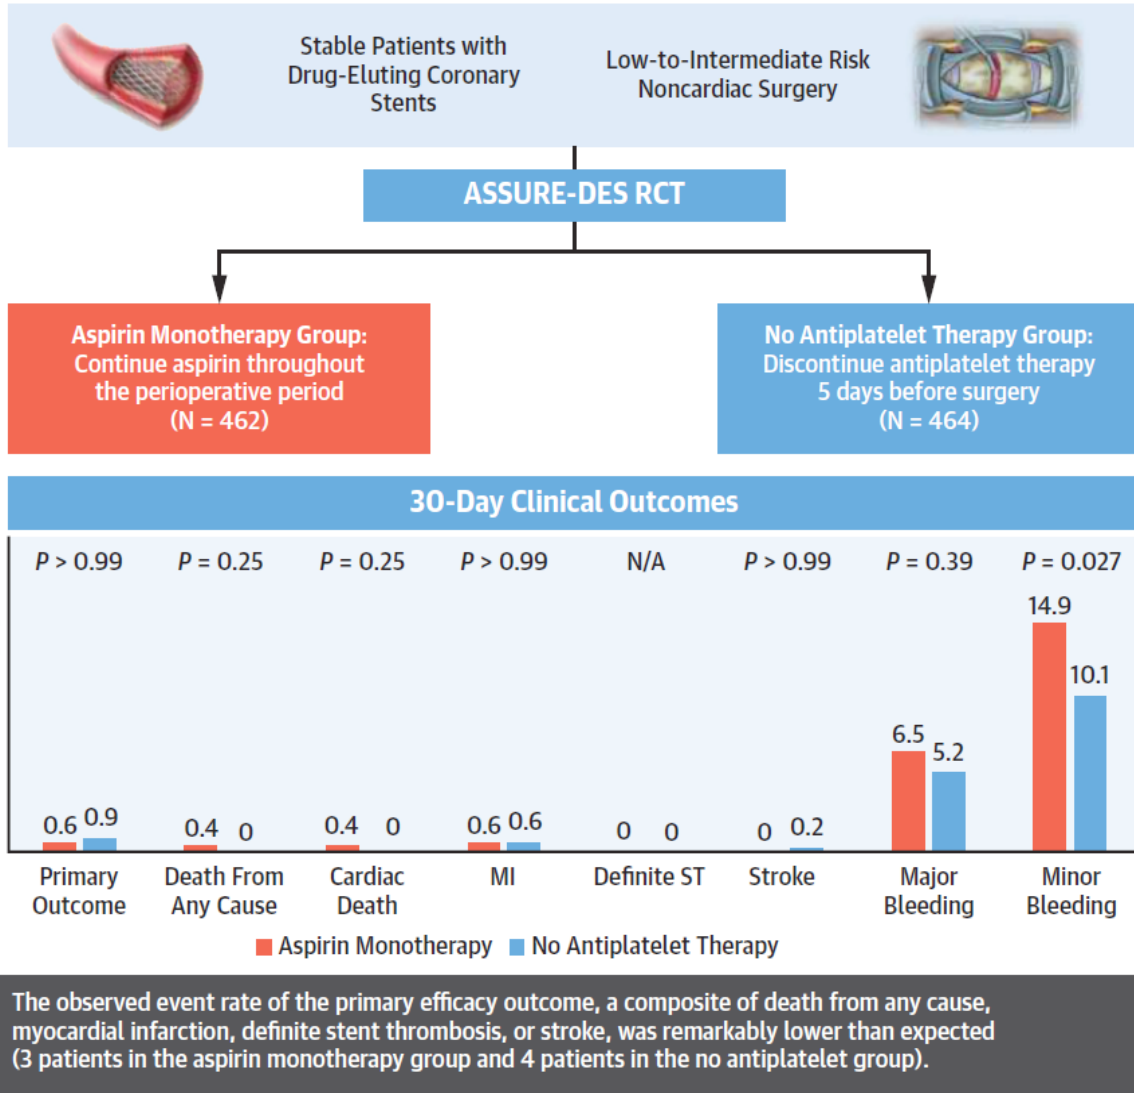 Stable Patients with
Drug-Eluting Coronary
Stents
Low-to-Intermediate Risk
Noncardiac Surgery
ASSURE-DES RCT
Aspirin Monotherapy Group:
Continue aspirin throughout
the perioperative period
(N = 462)
No Antiplatelet Therapy Group:
Discontinue antiplatelet therapy
5 days before surgery
(N = 464)
30-Day Clinical Outcomes
P > 0.99 P = 0.25 P = 0.25 P > 0.99 N/A P > 0.99 P = 0.39 P = 0.027
14.9
10.1
6.5
5.2
0.6 0.9 0.4 0 0.4 0 0.6 0.6 0 0 0 0.2
Primary Death From Cardiac MI Definite ST Stroke Major Minor
Outcome Any Cause Death Bleeding Bleeding
Aspirin Monotherapy No Antiplatelet Therapy
The observed event rate of the primary efficacy outcome, a composite of death from any cause,
myocardial infarction, definite stent thrombosis, or stroke, was remarkably lower than expected
(3 patients in the aspirin monotherapy group and 4 patients in the no antiplatelet group).